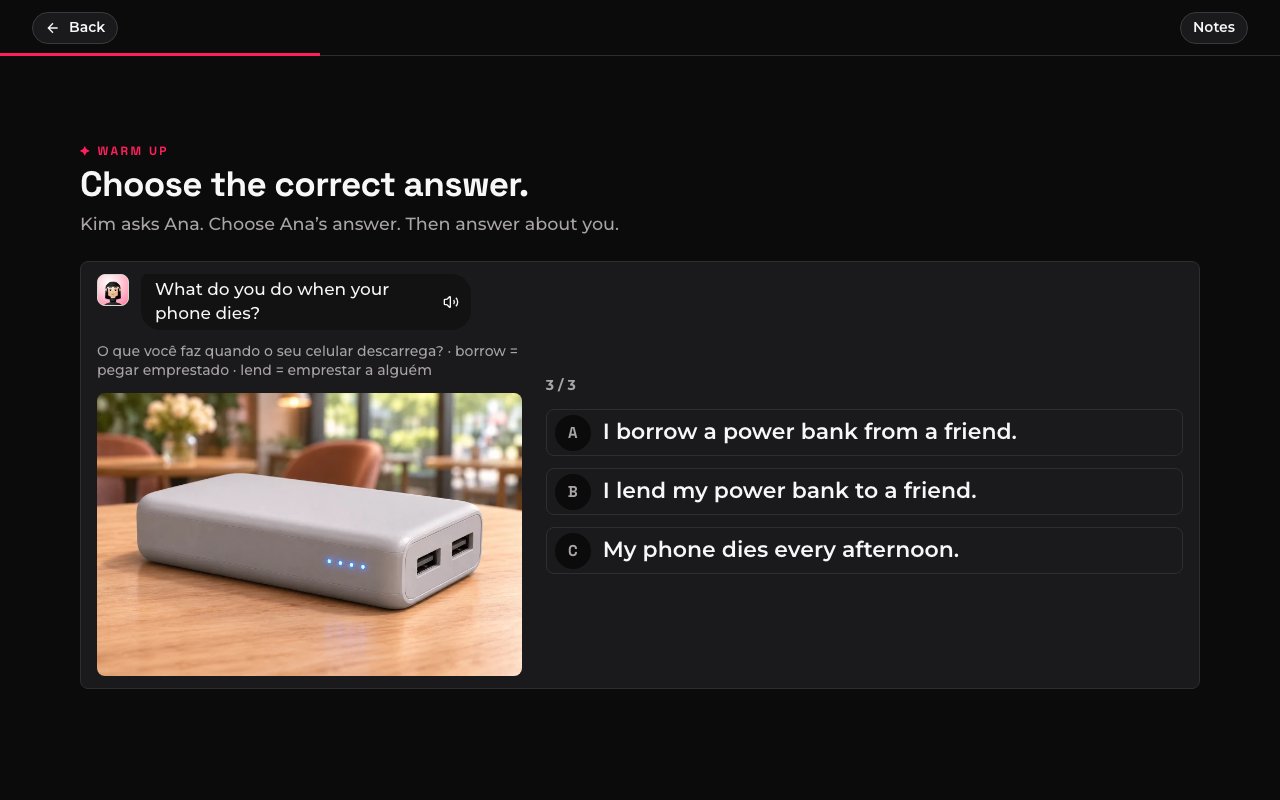 Back
Notes
WARM UP
Choose the correct answer.
Kim asks Ana. Choose Ana’s answer. Then answer about you.
What do you do when your
phone dies?
O que você faz quando o seu celular descarrega? · borrow =
pegar emprestado · lend = emprestar a alguém
3 / 3
A I borrow a power bank from a friend.
B I lend my power bank to a friend.
C My phone dies every afternoon.